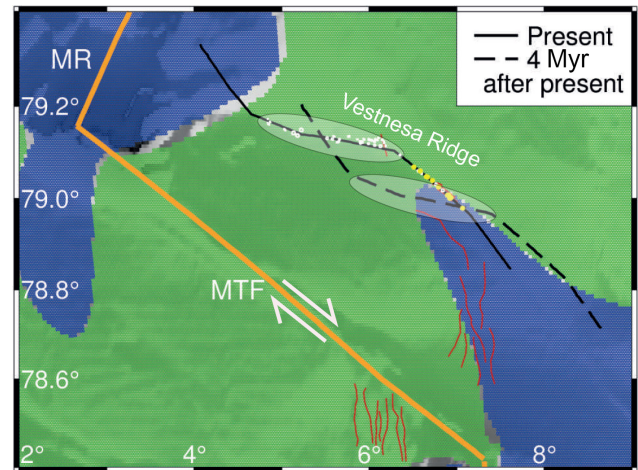 MR
Present
4 Myr
after present
79.2°
Vestnesa Ridge
79.0°
78.8°
MTF
78.6°
2°
4°
6°
8°